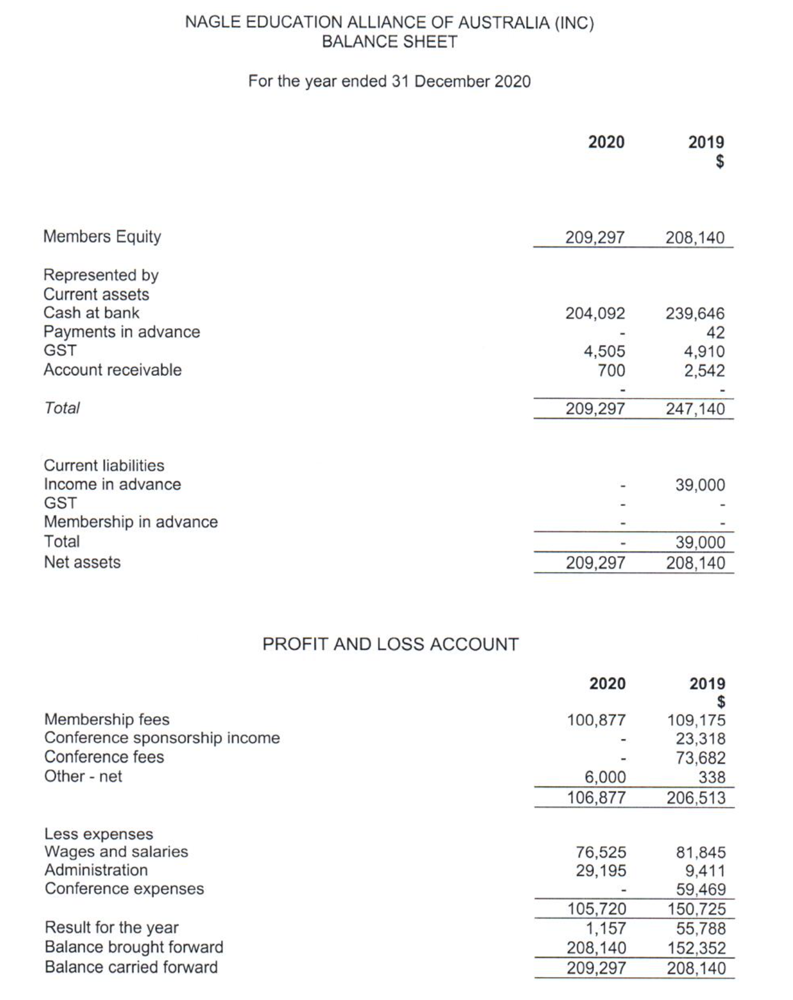 NAGLE EDUCATION ALLIANCE OF AUSTRALIA (INC)
BALANCE SHEET
For the year ended 31 December 2020
2020 2019
$
Members Equity 209,297 208,140
Represented by
Current assets
Cash at bank 204,092 239,646
Payments in advance - 42
GST 4,505 4,910
Account receivable 700 2,542
- -
Total 209,297 247,140
Current liabilities
Income in advance - 39,000
GST - -
Membership in advance - -
Total - 39,000
Net assets 209,297 208,140
PROFIT AND LOSS ACCOUNT
2020 2019
$
Membership fees 100,877 109,175
Conference sponsorship income - 23,318
Conference fees - 73,682
Other - net 6,000 338
106,877 206,513
Less expenses
Wages and salaries 76,525 81,845
Administration 29,195 9,411
Conference expenses - 59,469
105,720 150,725
Result for the year 1,157 55,788
Balance brought forward 208,140 152,352
Balance carried forward 209,297 208,140